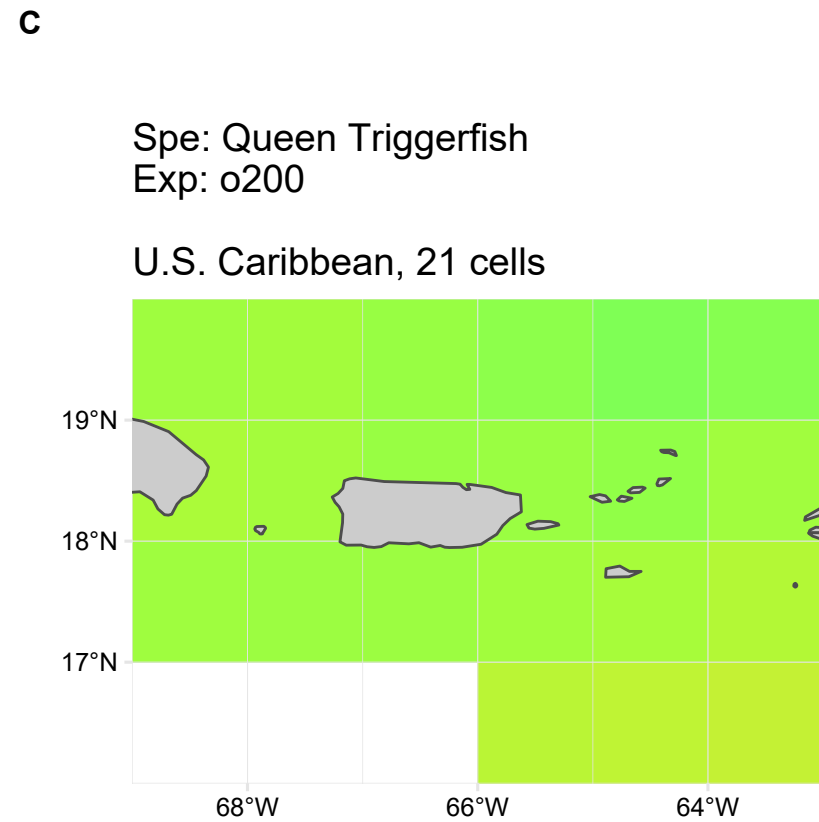 C
Spe: Queen Triggerfish
Exp: o200
U.S. Caribbean, 21 cells
19°N
18°N
17°N
68°W
66°W
64°W